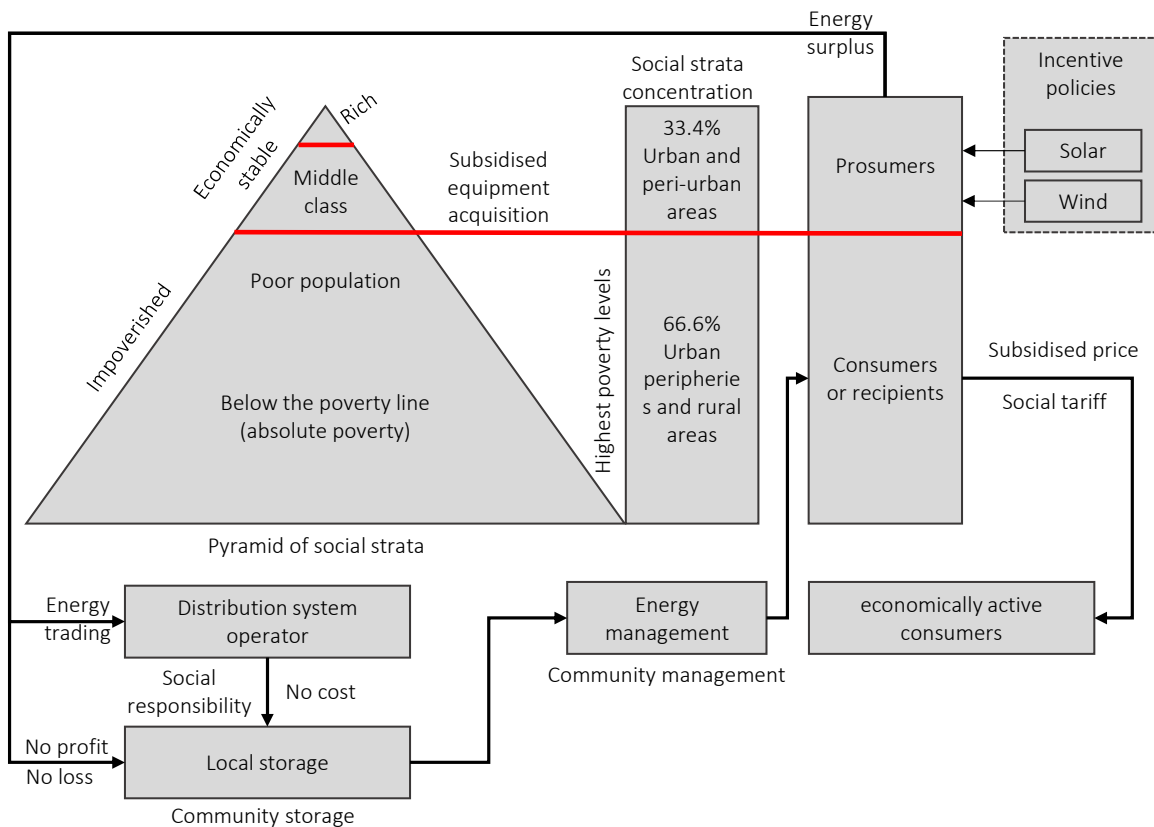 Energy
surplus
Incentive
policies
Solar
Wind
Social strata
concentration
33.4%
Urban and
peri-urban
areas
Prosumers
Rich
Economically
stable
Middle
class
Subsidised
equipment
acquisition
Poor population
Impoverished
Below the poverty line
(absolute poverty)
Highest poverty levels
66.6%
Urban
peripherie
s and rural
areas
Consumers
or recipients
Subsidised price
Social tariff
Pyramid of social strata
Energy
trading
Distribution system
operator
Energy
management
Community management
economically active
consumers
Social
responsibility
No cost
No profit
No loss
Local storage
Community storage